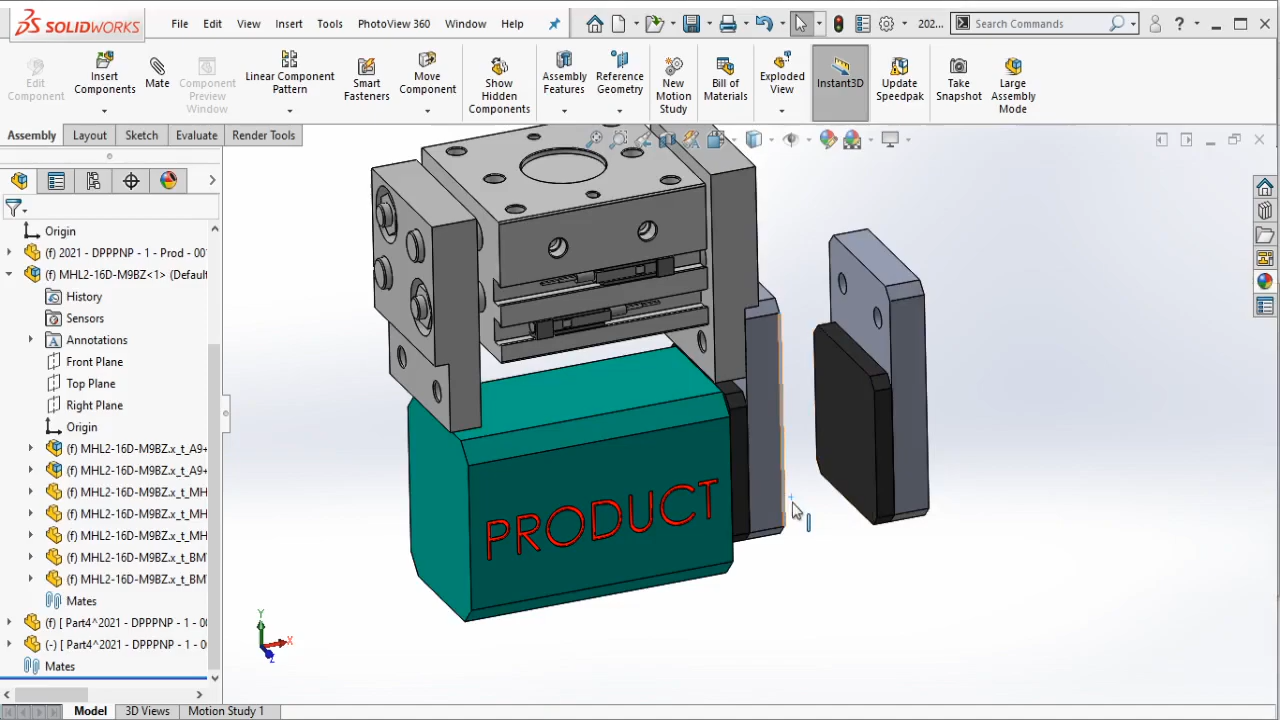 SOLIDWORKS File Edit View Insert Tools PhotoView 360 Window Help 202... Search Commands ?
Edit Component
Insert Components
Mate
Component Preview Window
Linear Component Pattern
Smart Fasteners
Move Component
Show Hidden Components
Assembly Features
Reference Geometry
New Motion Study
Bill of Materials
Exploded View
Instant3D
Update Speedpak
Take Snapshot
Large Assembly Mode
Assembly Layout Sketch Evaluate Render Tools
Origin
(f) 2021 - DPPPNP - 1 - Prod - 00
(f) MHL2-16D-M9BZ<1> (Default
History
Sensors
Annotations
Front Plane
Top Plane
Right Plane
Origin
(f) MHL2-16D-M9BZ.x_t_A9+
(f) MHL2-16D-M9BZ.x_t_A9+
(f) MHL2-16D-M9BZ.x_t_MH
(f) MHL2-16D-M9BZ.x_t_MH
(f) MHL2-16D-M9BZ.x_t_MH
(f) MHL2-16D-M9BZ.x_t_BM
(f) MHL2-16D-M9BZ.x_t_BM
Mates
(f) [ Part4^2021 - DPPPNP - 1 - 00
(-) [ Part4^2021 - DPPPNP - 1 - 00
Mates
PRODUCT
Y
X
Z
Model 3D Views Motion Study 1